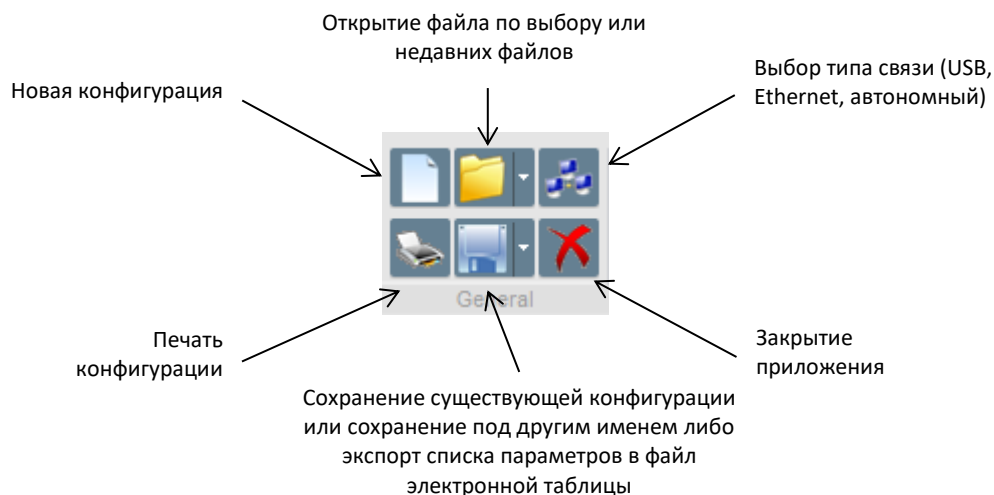 Открытие файла по выбору или
недавних файлов
Новая конфигурация
Выбор типа связи (USB,
Ethernet, автономный)
General
Печать
конфигурации
Закрытие
приложения
Сохранение существующей конфигурации
или сохранение под другим именем либо
экспорт списка параметров в файл
электронной таблицы